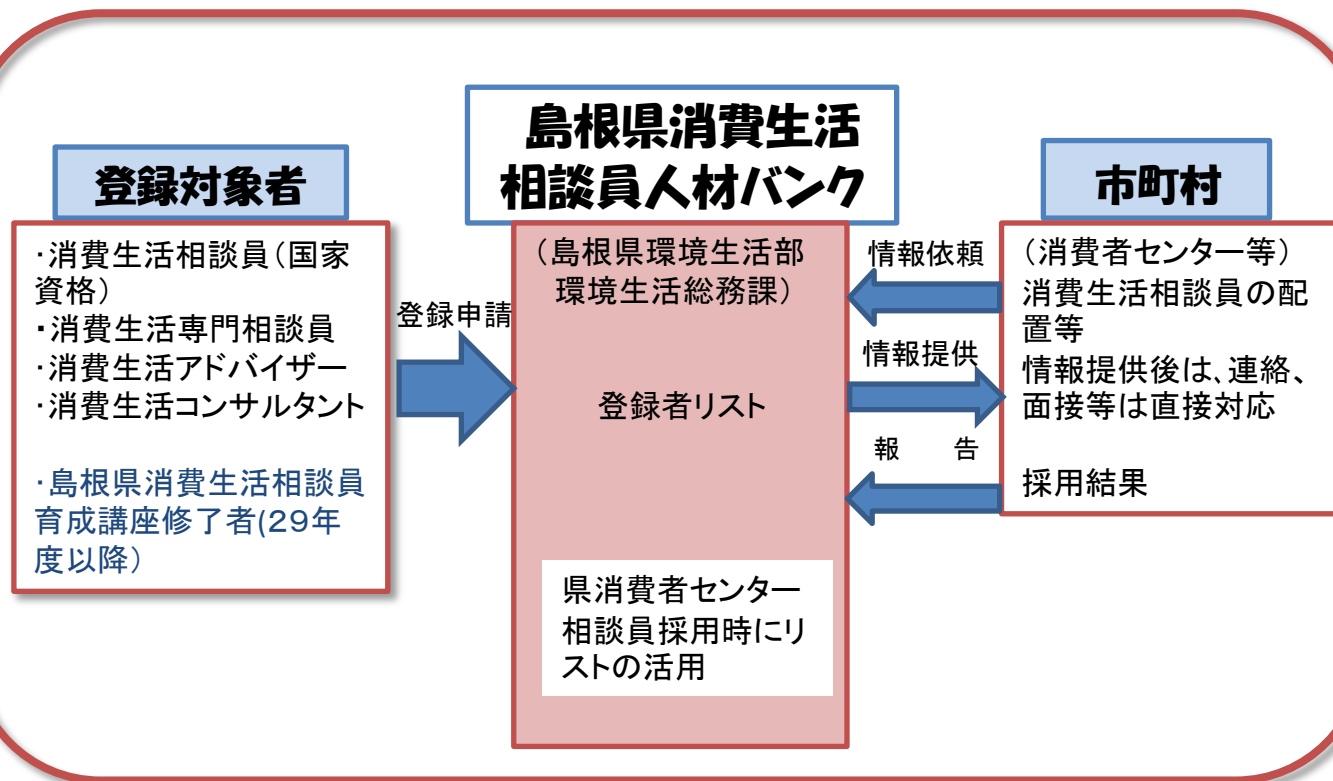 登録対象者
・消費生活相談員（国家
資格）
・消費生活専門相談員
・消費生活アドバイザー
・消費生活コンサルタント
・島根県消費生活相談員
育成講座修了者(29年
度以降）
登録申請
島根県消費生活
相談員人材バンク
（島根県環境生活部
環境生活総務課）
登録者リスト
県消費者センター
相談員採用時にリ
ストの活用
情報依頼
情報提供
報　告
市町村
（消費者センター等）
消費生活相談員の配
置等
情報提供後は、連絡、
面接等は直接対応
採用結果